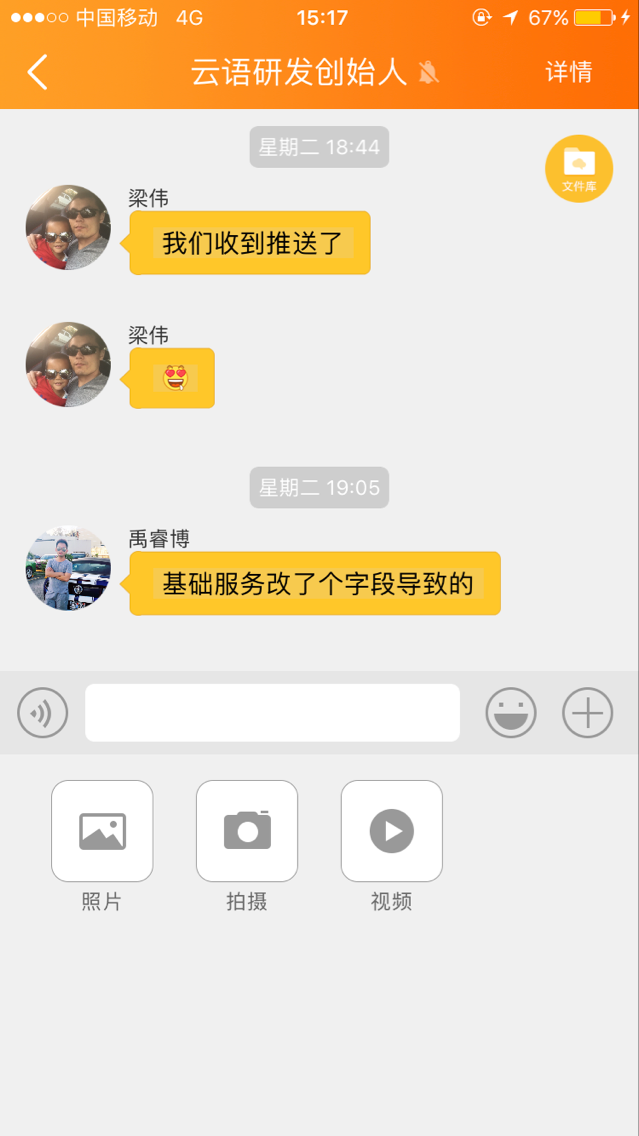 中国移动 4G 15:17 67%
云语研发创始人 详情
星期二 18:44
文件库
梁伟
我们收到推送了
梁伟
星期二 19:05
禹睿博
基础服务改了个字段导致的
照片 拍摄 视频